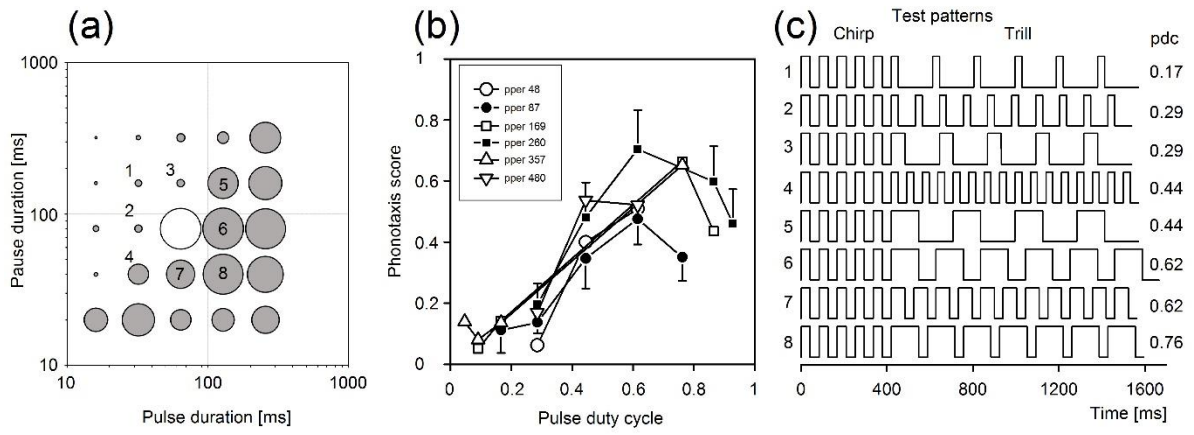 (a)
Pause duration [ms]
1000
100
10
1
3
5
2
6
4
7
8
10
100
1000
Pulse duration [ms]
(b)
Phonotaxis score
1
0.8
0.6
0.4
0.2
0
pper 48
pper 87
pper 169
pper 260
pper 357
pper 480
0
0.2
0.4
0.6
0.8
1
Pulse duty cycle
(c)
Test patterns
Chirp
Trill
pdc
1
0.17
2
0.29
3
0.29
4
0.44
5
0.44
6
0.62
7
0.62
8
0.76
0
400
800
1200
1600
Time [ms]